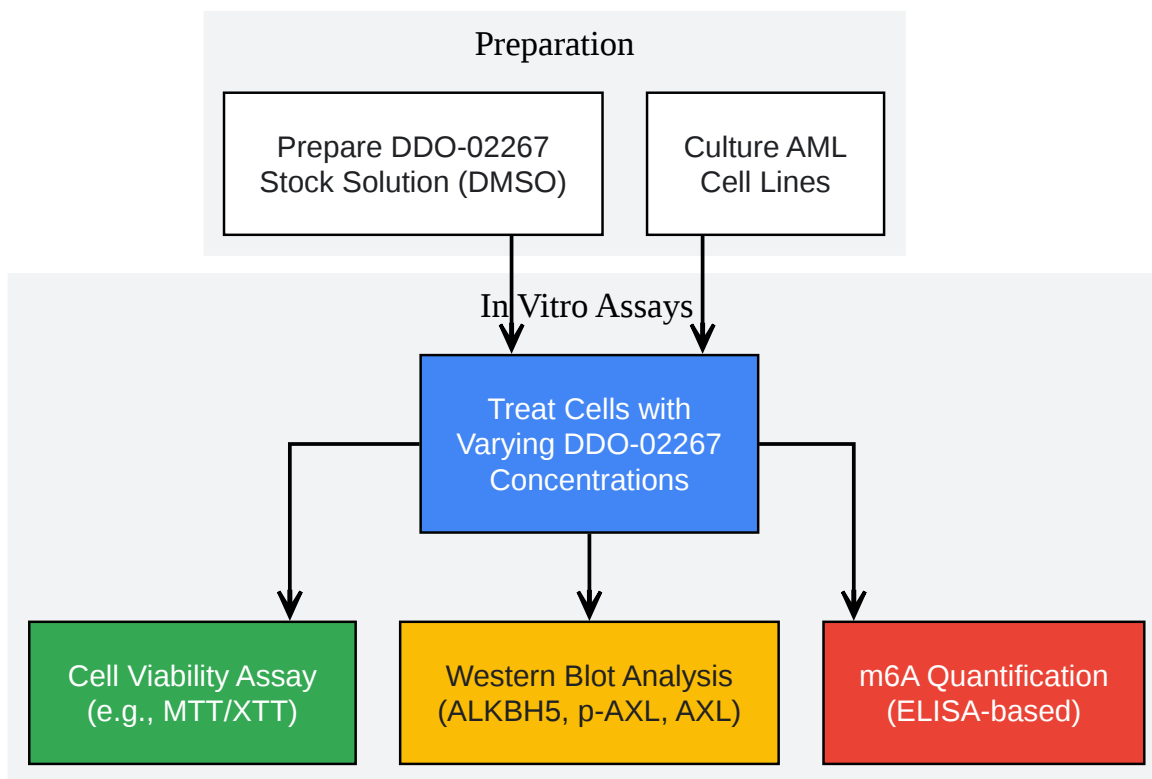 Preparation
Prepare DDO-02267
Stock Solution (DMSO)
Culture AML
Cell Lines
In Vitro Assays
Treat Cells with
Varying DDO-02267
Concentrations
Cell Viability Assay
(e.g., MTT/XTT)
Western Blot Analysis
(ALKBH5, p-AXL, AXL)
m6A Quantification
(ELISA-based)